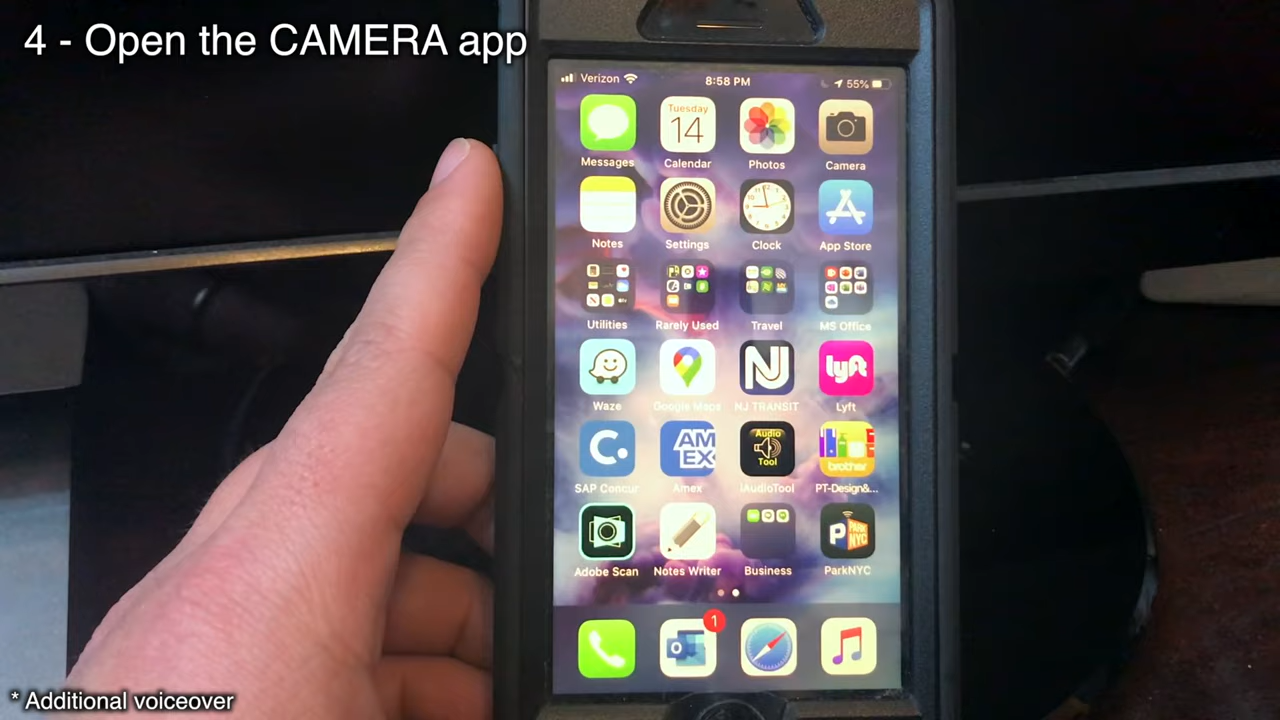 4 - Open the CAMERA app
Verizon 8:58 PM 55%
Tuesday
14
Messages Calendar Photos Camera
Notes Settings Clock App Store
Utilities Rarely Used Travel MS Office
NJ lyft
Waze Google Maps NJ TRANSIT Lyft
C. AM EX Audio Tool brother
SAP Concur Amex iAudioTool PT-Design&...
P PARK NYC
Adobe Scan Notes Writer Business ParkNYC
1
O
* Additional voiceover